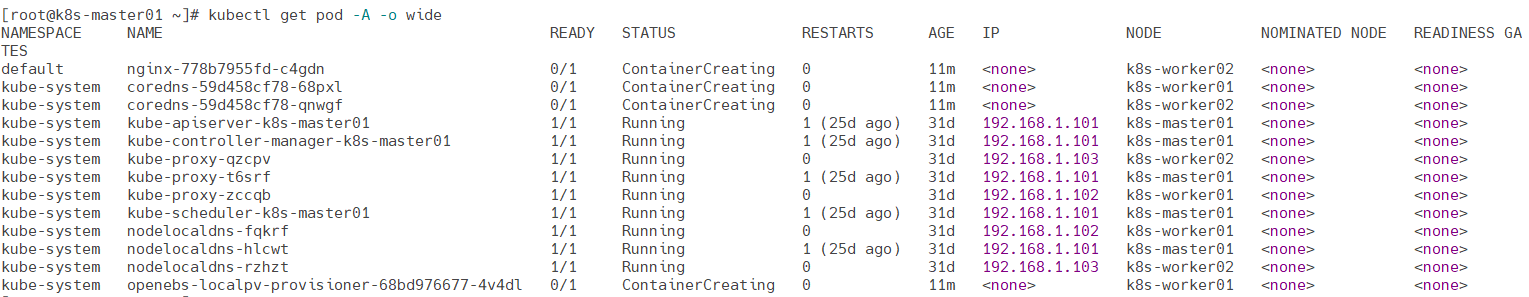 [root@k8s-master01 ~]# kubectl get pod -A -o wide
NAMESPACE     NAME                                           READY   STATUS              RESTARTS      AGE   IP              NODE           NOMINATED NODE   READINESS GA
TES
default       nginx-778b7955fd-c4gdn                         0/1     ContainerCreating   0             11m   <none>          k8s-worker02   <none>           <none>
kube-system   coredns-59d458cf78-68pxl                       0/1     ContainerCreating   0             11m   <none>          k8s-worker01   <none>           <none>
kube-system   coredns-59d458cf78-qnwgf                       0/1     ContainerCreating   0             11m   <none>          k8s-worker02   <none>           <none>
kube-system   kube-apiserver-k8s-master01                    1/1     Running             1 (25d ago)   31d   192.168.1.101   k8s-master01   <none>           <none>
kube-system   kube-controller-manager-k8s-master01           1/1     Running             1 (25d ago)   31d   192.168.1.101   k8s-master01   <none>           <none>
kube-system   kube-proxy-qzcpv                               1/1     Running             0             31d   192.168.1.103   k8s-worker02   <none>           <none>
kube-system   kube-proxy-t6srf                               1/1     Running             1 (25d ago)   31d   192.168.1.101   k8s-master01   <none>           <none>
kube-system   kube-proxy-zccqb                               1/1     Running             0             31d   192.168.1.102   k8s-worker01   <none>           <none>
kube-system   kube-scheduler-k8s-master01                    1/1     Running             1 (25d ago)   31d   192.168.1.101   k8s-master01   <none>           <none>
kube-system   nodelocaldns-fqkrf                             1/1     Running             0             31d   192.168.1.102   k8s-worker01   <none>           <none>
kube-system   nodelocaldns-hlcwt                             1/1     Running             1 (25d ago)   31d   192.168.1.101   k8s-master01   <none>           <none>
kube-system   nodelocaldns-rzhzt                             1/1     Running             0             31d   192.168.1.103   k8s-worker02   <none>           <none>
kube-system   openebs-localpv-provisioner-68bd976677-4v4dl   0/1     ContainerCreating   0             11m   <none>          k8s-worker01   <none>           <none>